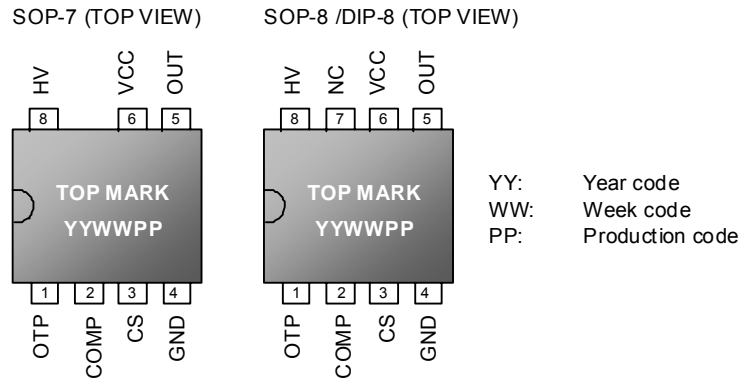 SOP-7 (TOP VIEW)
HV VCC OUT
8 6 5
TOP MARK
YYWWPP
1 2 3 4
OTP COMP CS GND
SOP-8 /DIP-8 (TOP VIEW)
HV NC VCC OUT
8 7 6 5
TOP MARK
YYWWPP
1 2 3 4
OTP COMP CS GND
YY: Year code
WW: Week code
PP: Production code